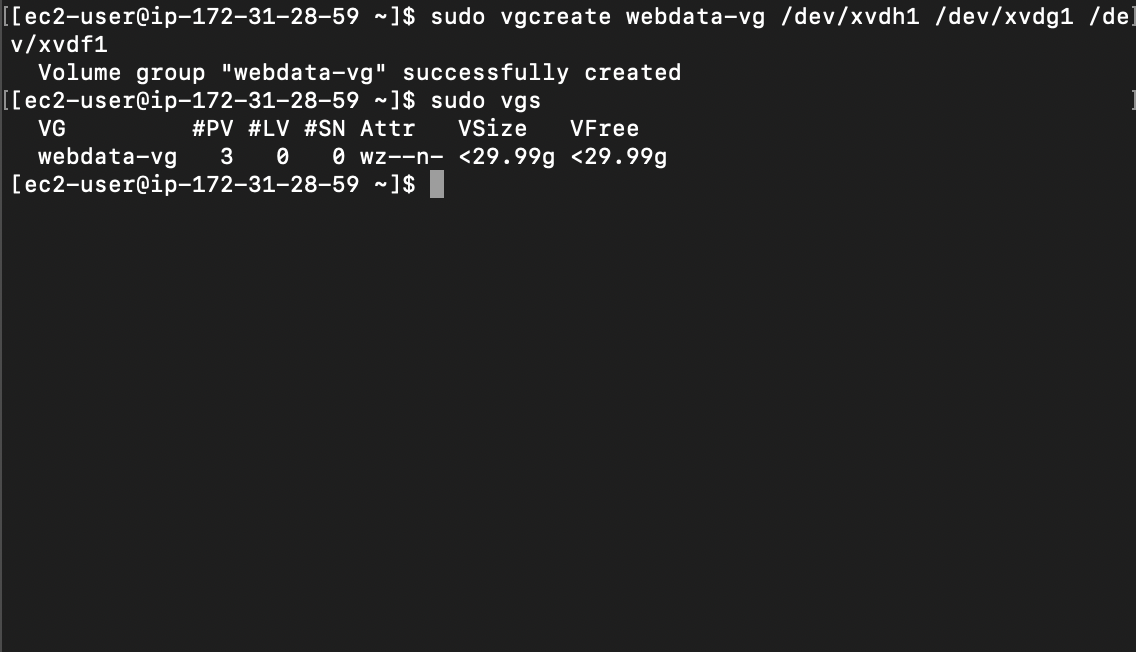 [[ec2-user@ip-172-31-28-59 ~]$ sudo vgcreate webdata-vg /dev/xvdh1 /dev/xvdg1 /de]
v/xvdf1
  Volume group "webdata-vg" successfully created
[[ec2-user@ip-172-31-28-59 ~]$ sudo vgs ]
  VG         #PV #LV #SN Attr   VSize   VFree
  webdata-vg   3   0   0 wz--n- <29.99g <29.99g
[ec2-user@ip-172-31-28-59 ~]$